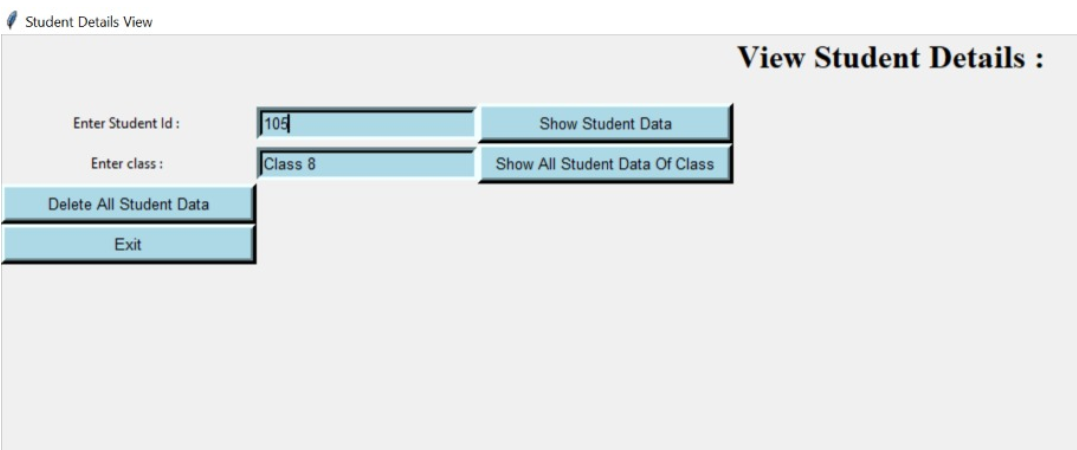 Student Details View
View Student Details :
Enter Student Id :
105
Show Student Data
Enter class :
Class 8
Show All Student Data Of Class
Delete All Student Data
Exit